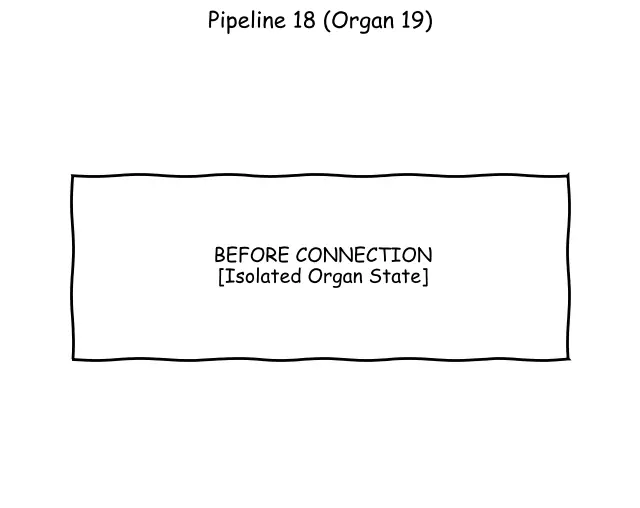 Pipeline 18 (Organ 19)
BEFORE CONNECTION
[Isolated Organ State]